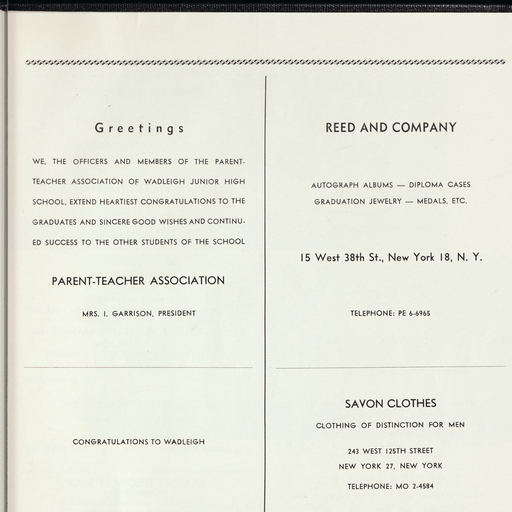 Greetings
WE, THE OFFICERS AND MEMBERS OF THE PARENT-
TEACHER ASSOCIATION OF WADLEIGH JUNIOR HIGH
SCHOOL, EXTEND HEARTIEST CONGRATULATIONS TO THE
GRADUATES AND SINCERE GOOD WISHES AND CONTINU-
ED SUCCESS TO THE OTHER STUDENTS OF THE SCHOOL
PARENT-TEACHER ASSOCIATION
MRS. I. GARRISON, PRESIDENT
CONGRATULATIONS TO WADLEIGH
REED AND COMPANY
AUTOGRAPH ALBUMS — DIPLOMA CASES
GRADUATION JEWELRY — MEDALS, ETC.
15 West 38th St., New York 18, N. Y.
TELEPHONE: PE 6-6965
SAVON CLOTHES
CLOTHING OF DISTINCTION FOR MEN
243 WEST 125TH STREET
NEW YORK 27, NEW YORK
TELEPHONE: MO 2-4584